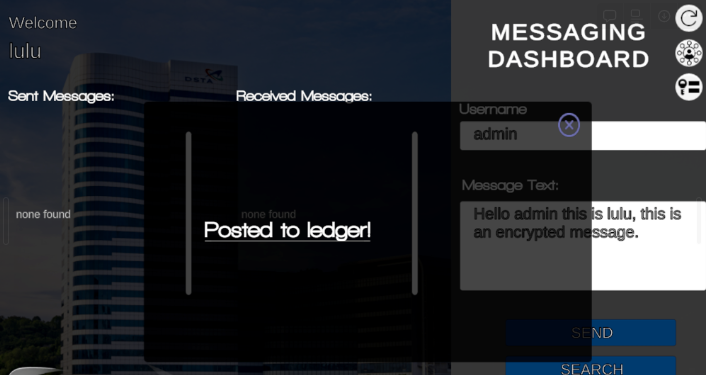 Welcome
lulu
DSTA
MESSAGING
DASHBOARD
Sent Messages:
Received Messages:
Username
admin
Message Text:
Hello admin this is lulu, this is
an encrypted message.
none found
none found
Posted to ledger!
SEND
SEARCH